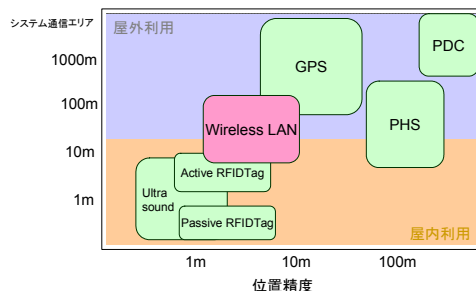 システム通信エリア
屋外利用
PDC
GPS
1000m
100m
PHS
Wireless LAN
10m
Active RFIDTag
Ultra
sound
1m
Passive RFIDTag
屋内利用
1m
10m
100m
位置精度